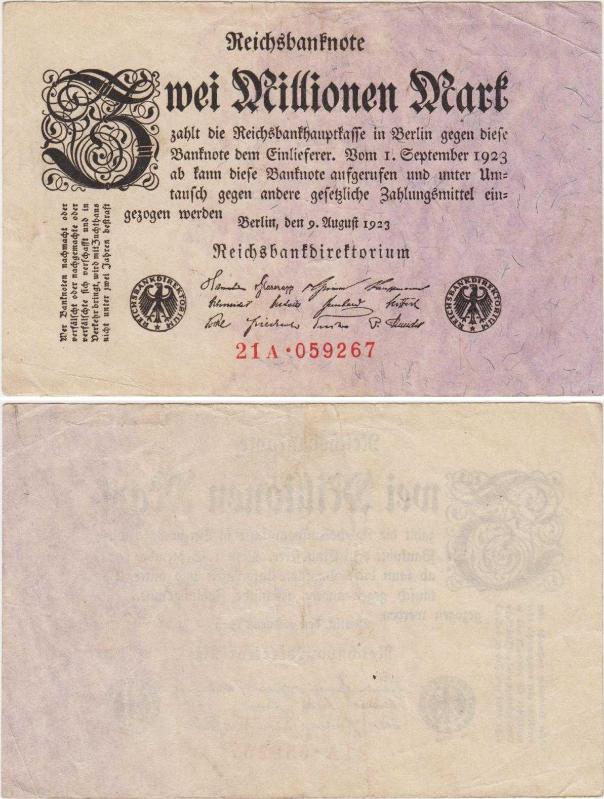 Reichsbanknote
Zwei Millionen Mark
zahlt die Reichsbankhauptkasse in Berlin gegen diese
Banknote dem Einlieferer. Vom 1. September 1923
ab kann diese Banknote aufgerufen und unter Um-
tausch gegen andere gesetzliche Zahlungsmittel ein-
gezogen werden
Berlin, den 9. August 1923
Reichsbankdirektorium
Wer Banknoten nachmacht oder
verfälscht oder nachgemachte oder
verfälschte sich verschafft und in
Verkehr bringt, wird mit Zuchthaus
nicht unter zwei Jahren bestraft
REICHSBANKDIREKTORIUM
REICHSBANKDIREKTORIUM
21 A·059267